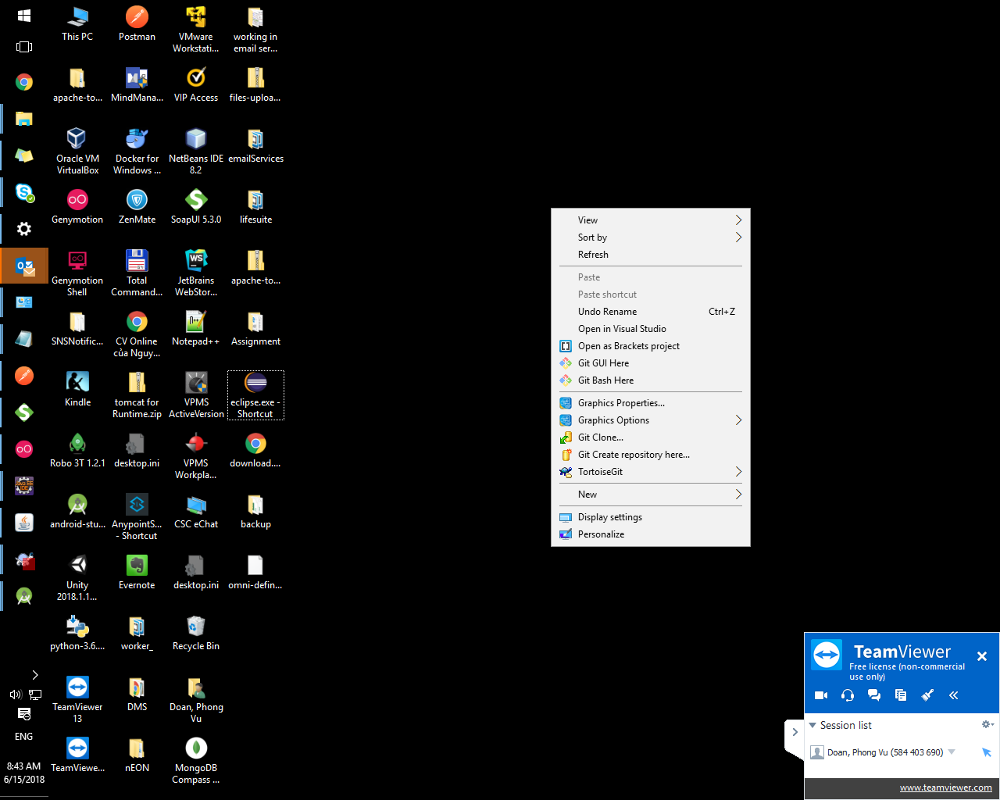 This PC
Postman
VMware
Workstati...
working in
email ser...
apache-to...
MindMana...
VIP Access
files-uploa...
Oracle VM
VirtualBox
Docker for
Windows ...
NetBeans IDE
8.2
emailServices
Genymotion
ZenMate
SoapUI 5.3.0
lifesuite
Genymotion
Shell
Total
Command...
JetBrains
WebStor...
apache-to...
SNSNotific...
CV Online
của Nguy...
Notepad++
Assignment
Kindle
tomcat for
Runtime.zip
VPMS
ActiveVersion
eclipse.exe -
Shortcut
Robo 3T 1.2.1
desktop.ini
VPMS
Workpla...
download....
android-stu...
AnypointS...
- Shortcut
CSC eChat
backup
Unity
2018.1.1...
Evernote
desktop.ini
omni-defin...
python-3.6....
worker_
Recycle Bin
TeamViewer
13
DMS
Doan, Phong
Vu
TeamViewe...
nEON
MongoDB
Compass ...
ENG
8:43 AM
6/15/2018
View
Sort by
Refresh
Paste
Paste shortcut
Undo Rename Ctrl+Z
Open in Visual Studio
Open as Brackets project
Git GUI Here
Git Bash Here
Graphics Properties...
Graphics Options
Git Clone...
Git Create repository here...
TortoiseGit
New
Display settings
Personalize
TeamViewer
Free license (non-commercial
use only)
Session list
Doan, Phong Vu (584 403 690)
www.teamviewer.com